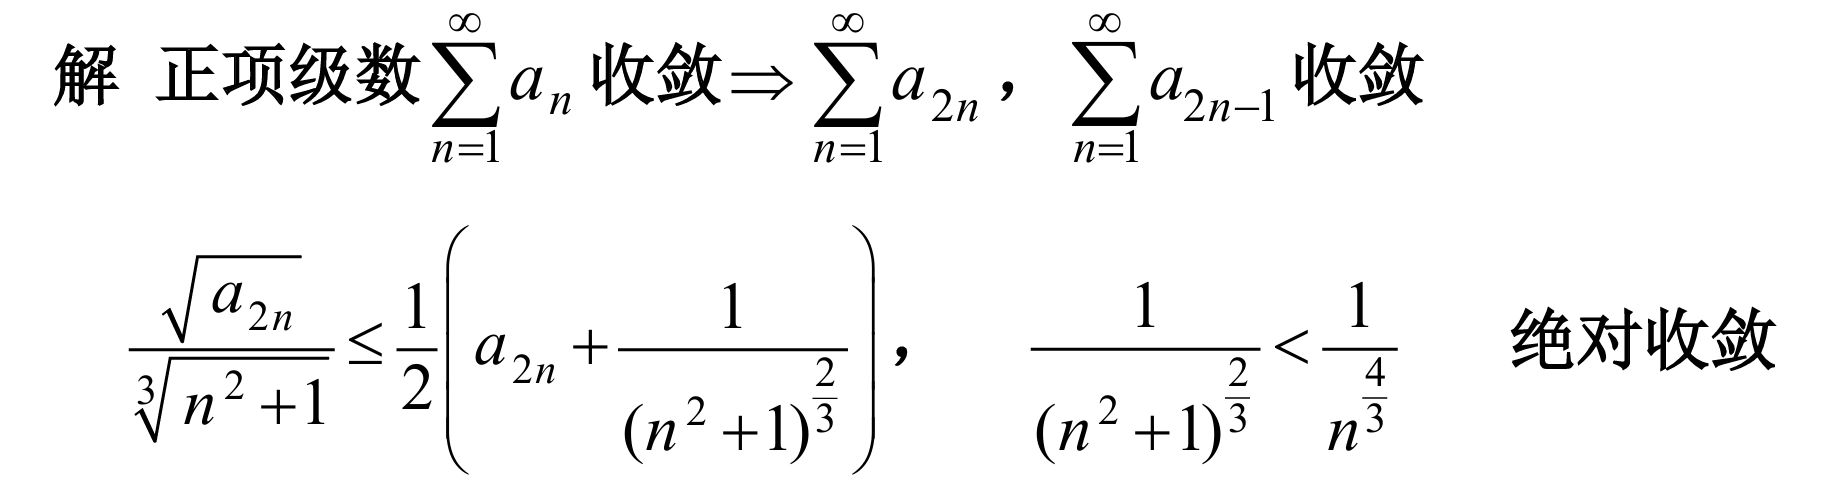 解 正项级数 $\sum_{n=1}^{\infty} a_n$ 收敛 $\Rightarrow \sum_{n=1}^{\infty} a_{2n}$ , $\sum_{n=1}^{\infty} a_{2n-1}$ 收敛
$\frac{\sqrt{a_{2n}}}{\sqrt[3]{n^2+1}} \leq \frac{1}{2}\left(a_{2n}+\frac{1}{(n^2+1)^{\frac{2}{3}}}\right)$ , $\frac{1}{(n^2+1)^{\frac{2}{3}}} < \frac{1}{n^{\frac{4}{3}}}$ 绝对收敛